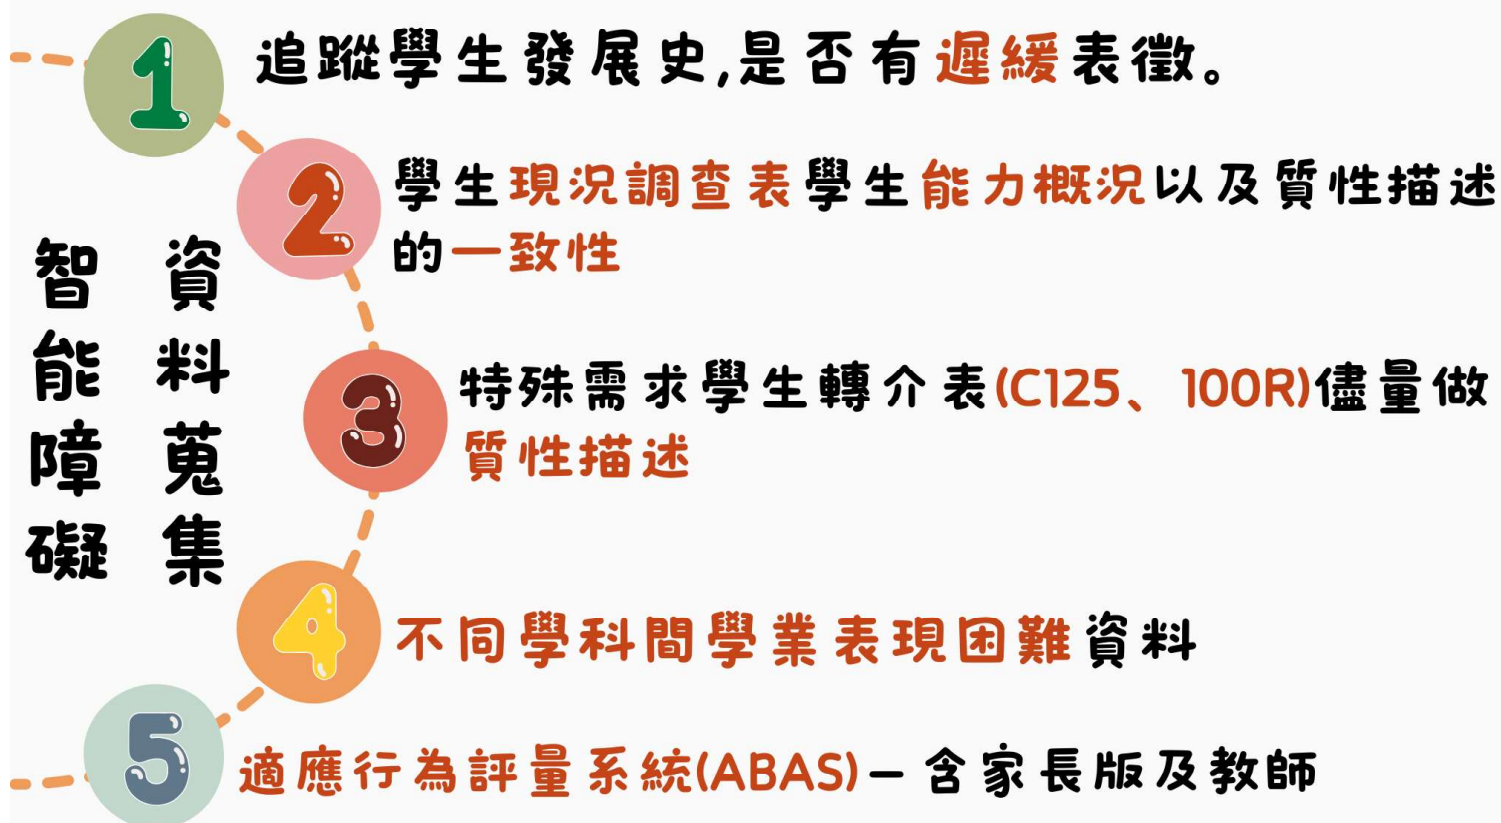 智能障礙
資料蒐集
1
追蹤學生發展史,是否有遲緩表徵。
2
學生現況調查表學生能力概況以及質性描述
的一致性
3
特殊需求學生轉介表(C125、100R)儘量做
質性描述
4
不同學科間學業表現困難資料
5
適應行為評量系統(ABAS)－含家長版及教師